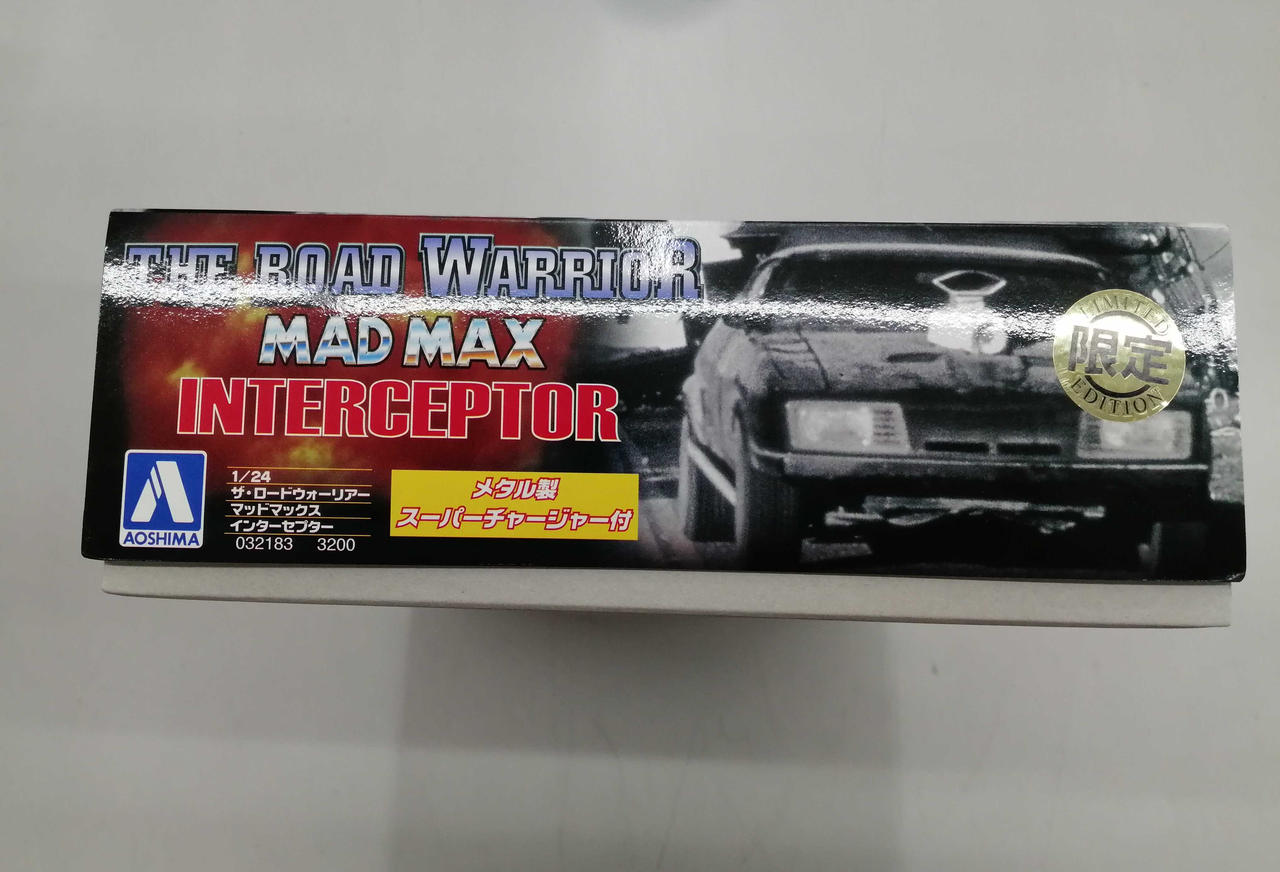 THE ROAD WARRIOR
MAD MAX
INTERCEPTOR
AOSHIMA
1/24
ザ・ロードウォーリアー
マッドマックス
インターセプター
032183 3200
メタル製
スーパーチャージャー付
LIMITED
限定
EDITION